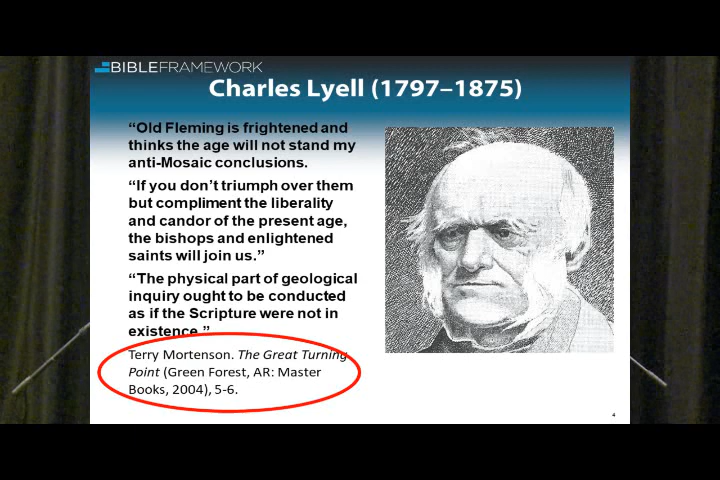 BIBLEFRAMEWORK
Charles Lyell (1797–1875)
“Old Fleming is frightened and
thinks the age will not stand my
anti-Mosaic conclusions.
“If you don’t triumph over them
but compliment the liberality
and candor of the present age,
the bishops and enlightened
saints will join us.”
“The physical part of geological
inquiry ought to be conducted
as if the Scripture were not in
existence.”
Terry Mortenson. The Great Turning
Point (Green Forest, AR: Master
Books, 2004), 5-6.
4